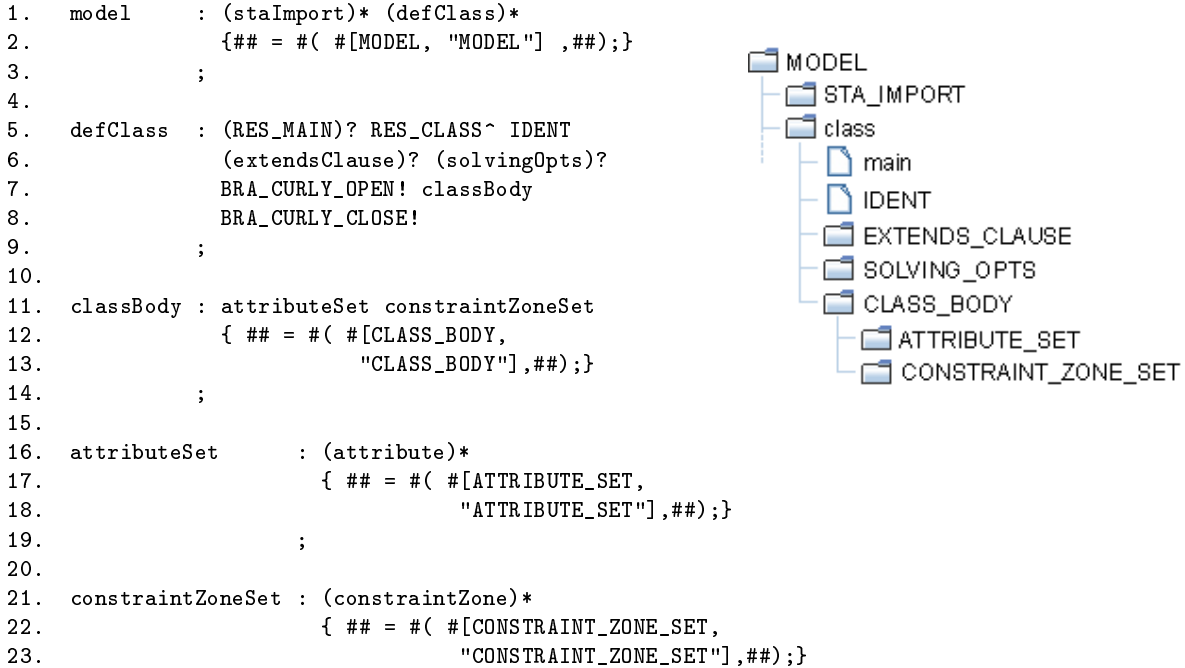 1. model : (staImport)* (defClass)*
2. {## = #( #[MODEL, "MODEL"] ,##);}
3. ;
4.
5. defClass : (RES_MAIN)? RES_CLASS^ IDENT
6. (extendsClause)? (solvingOpts)?
7. BRA_CURLY_OPEN! classBody
8. BRA_CURLY_CLOSE!
9. ;
10.
11. classBody : attributeSet constraintZoneSet
12. { ## = #( #[CLASS_BODY,
13. "CLASS_BODY"],##);}
14. ;
15.
16. attributeSet : (attribute)*
17. { ## = #( #[ATTRIBUTE_SET,
18. "ATTRIBUTE_SET"],##);}
19. ;
20.
21. constraintZoneSet : (constraintZone)*
22. { ## = #( #[CONSTRAINT_ZONE_SET,
23. "CONSTRAINT_ZONE_SET"],##);}
MODEL
STA_IMPORT
class
main
IDENT
EXTENDS_CLAUSE
SOLVING_OPTS
CLASS_BODY
ATTRIBUTE_SET
CONSTRAINT_ZONE_SET